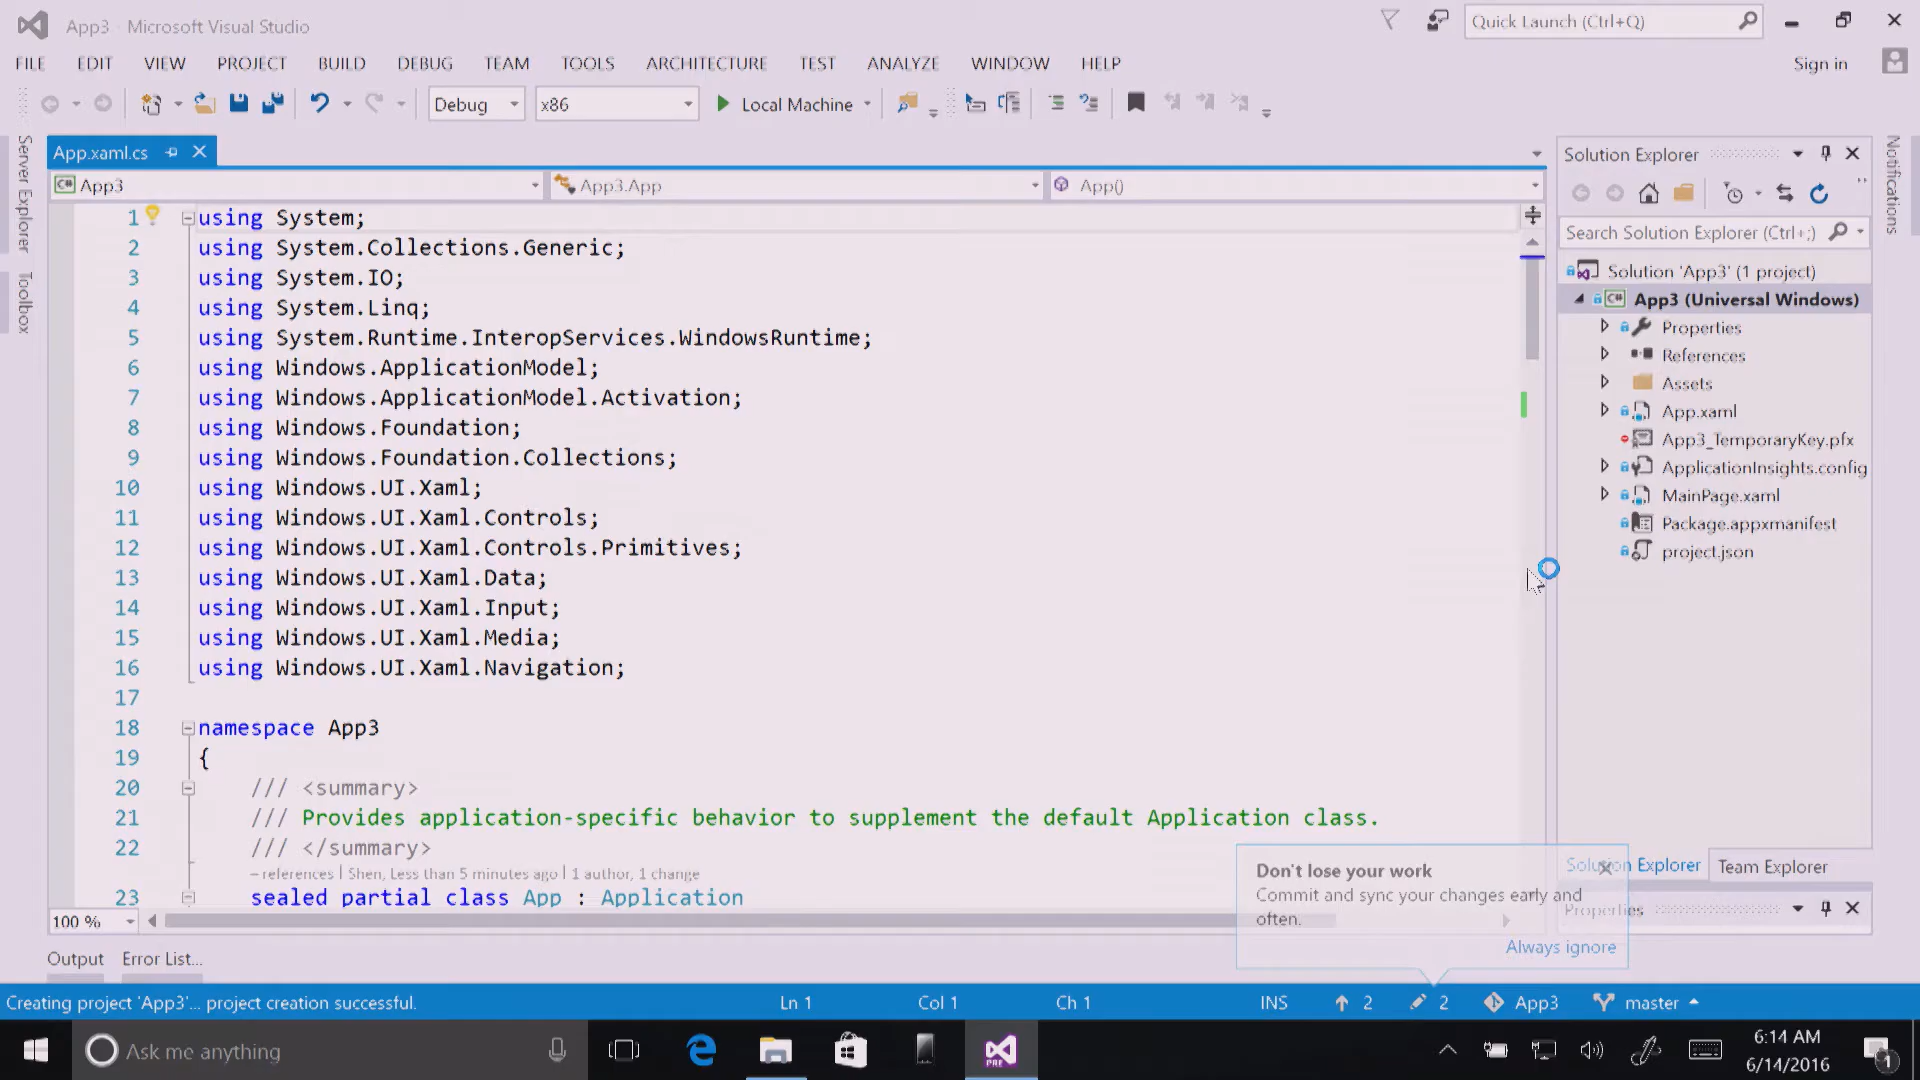 App3 - Microsoft Visual Studio
Quick Launch (Ctrl+Q)
FILE EDIT VIEW PROJECT BUILD DEBUG TEAM TOOLS ARCHITECTURE TEST ANALYZE WINDOW HELP
Sign in
Debug x86 Local Machine
Server Explorer
Toolbox
App.xaml.cs
C# App3 App3.App App()
1 using System;
2 using System.Collections.Generic;
3 using System.IO;
4 using System.Linq;
5 using System.Runtime.InteropServices.WindowsRuntime;
6 using Windows.ApplicationModel;
7 using Windows.ApplicationModel.Activation;
8 using Windows.Foundation;
9 using Windows.Foundation.Collections;
10 using Windows.UI.Xaml;
11 using Windows.UI.Xaml.Controls;
12 using Windows.UI.Xaml.Controls.Primitives;
13 using Windows.UI.Xaml.Data;
14 using Windows.UI.Xaml.Input;
15 using Windows.UI.Xaml.Media;
16 using Windows.UI.Xaml.Navigation;
17
18 namespace App3
19 {
20 /// <summary>
21 /// Provides application-specific behavior to supplement the default Application class.
22 /// </summary>
– references | Shen, Less than 5 minutes ago | 1 author, 1 change
23 sealed partial class App : Application
100 %
Output Error List...
Solution Explorer
Search Solution Explorer (Ctrl+;)
Solution 'App3' (1 project)
C# App3 (Universal Windows)
Properties
References
Assets
App.xaml
App3_TemporaryKey.pfx
ApplicationInsights.config
MainPage.xaml
Package.appxmanifest
project.json
Notifications
Solution Explorer Team Explorer
Properties
Don't lose your work
Commit and sync your changes early and
often.
Always ignore
Creating project 'App3'... project creation successful.
Ln 1 Col 1 Ch 1 INS 2 2 App3 master
Ask me anything
PRE
6:14 AM
6/14/2016
1